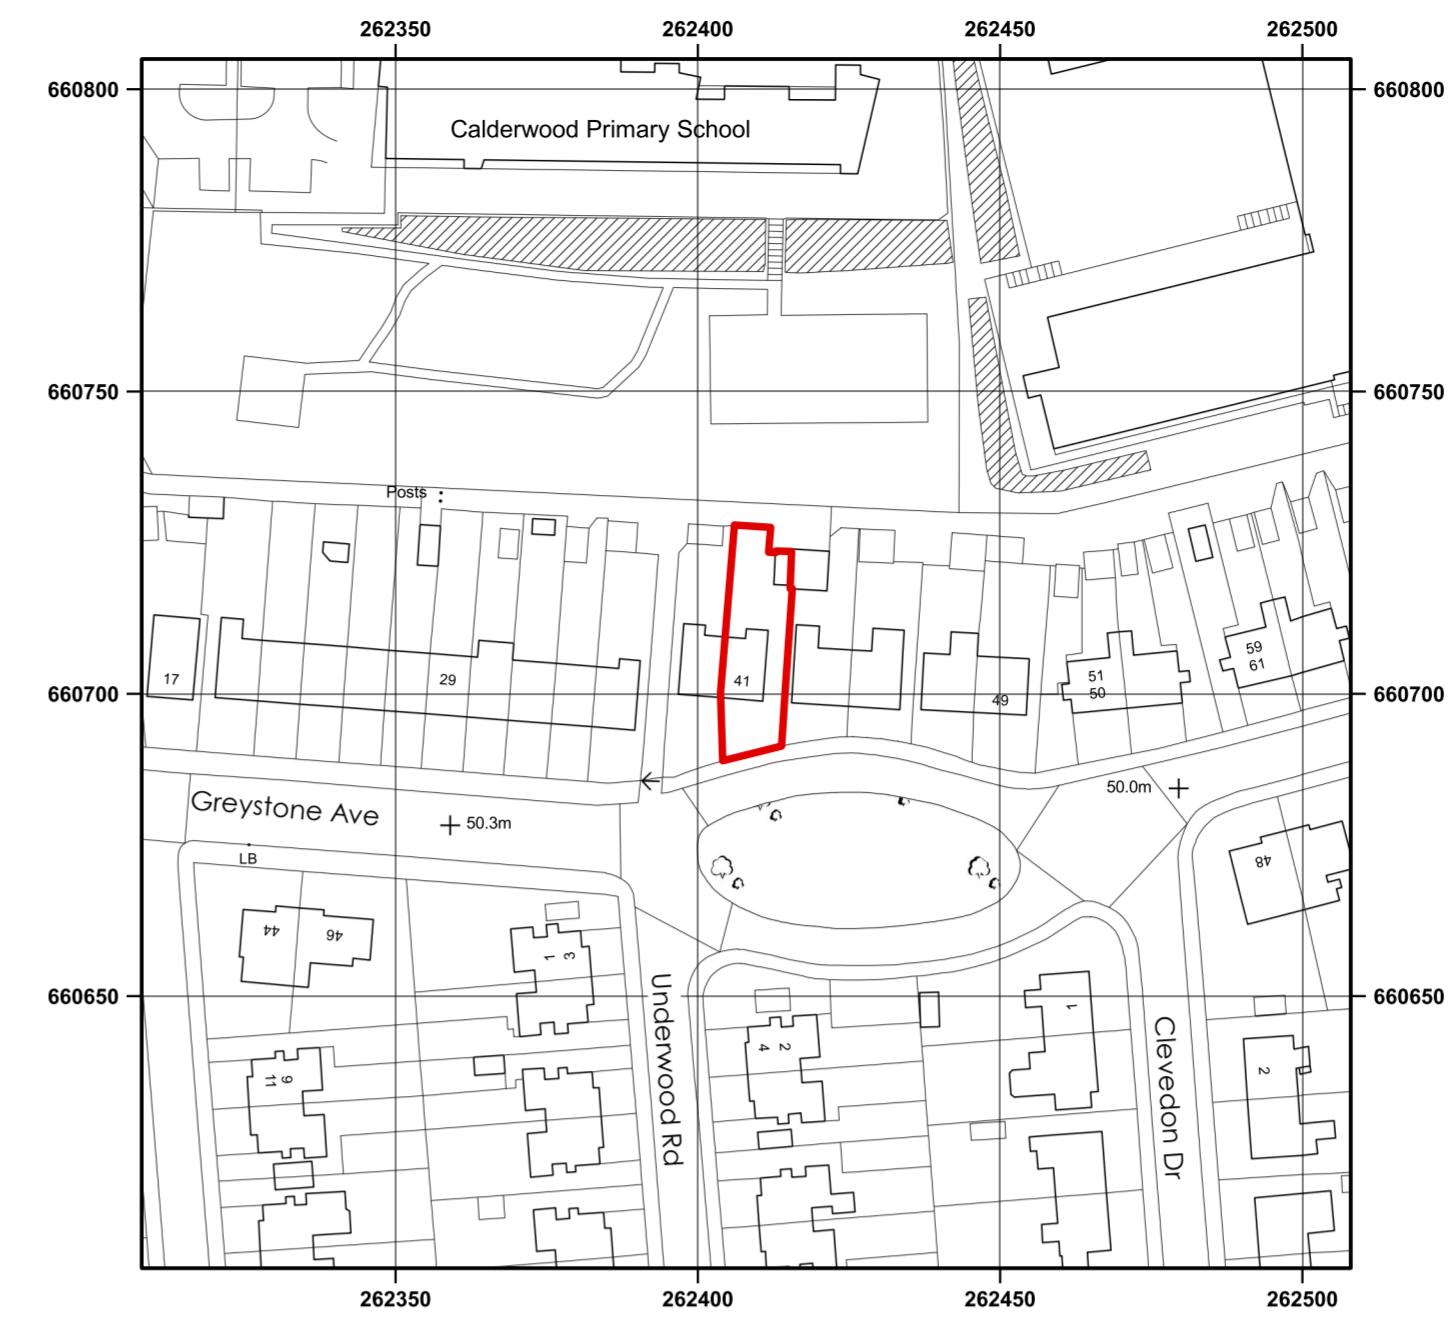 262350 262400 262450 262500
660800 660800
Calderwood Primary School
660750 660750
Posts
17 29 41 49 51 50 59 61
660700 660700
50.0m
Greystone Ave
50.3m
LB
48
44 46
1 3
660650 660650
Underwood Rd
4 2
1
Clevedon Dr
11 9
2
262350 262400 262450 262500